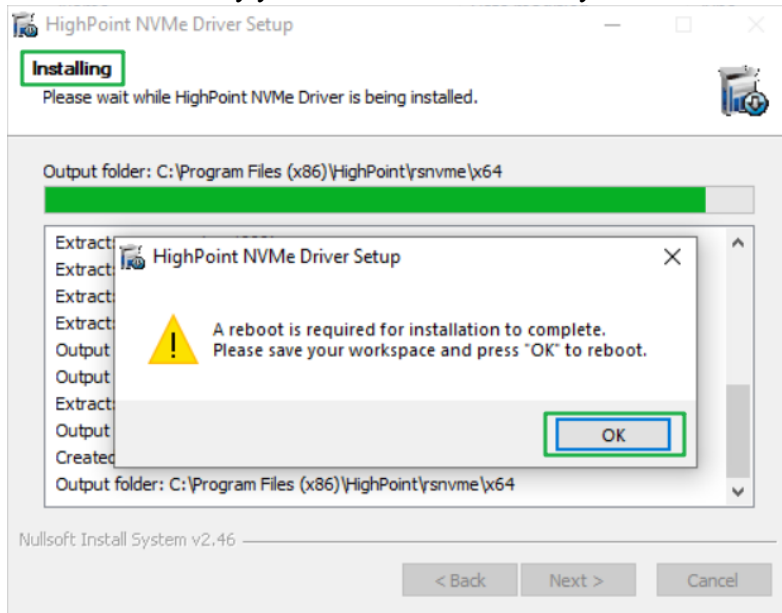 HighPoint NVMe Driver Setup
Installing
Please wait while HighPoint NVMe Driver is being installed.
Output folder: C:\Program Files (x86)\HighPoint\rsnvme\x64
Extract:
Extract:
Extract:
Extract:
Output
Output
Extract:
Output
Created
Output folder: C:\Program Files (x86)\HighPoint\rsnvme\x64
HighPoint NVMe Driver Setup
A reboot is required for installation to complete.
Please save your workspace and press "OK" to reboot.
OK
Nullsoft Install System v2.46
< Back Next > Cancel